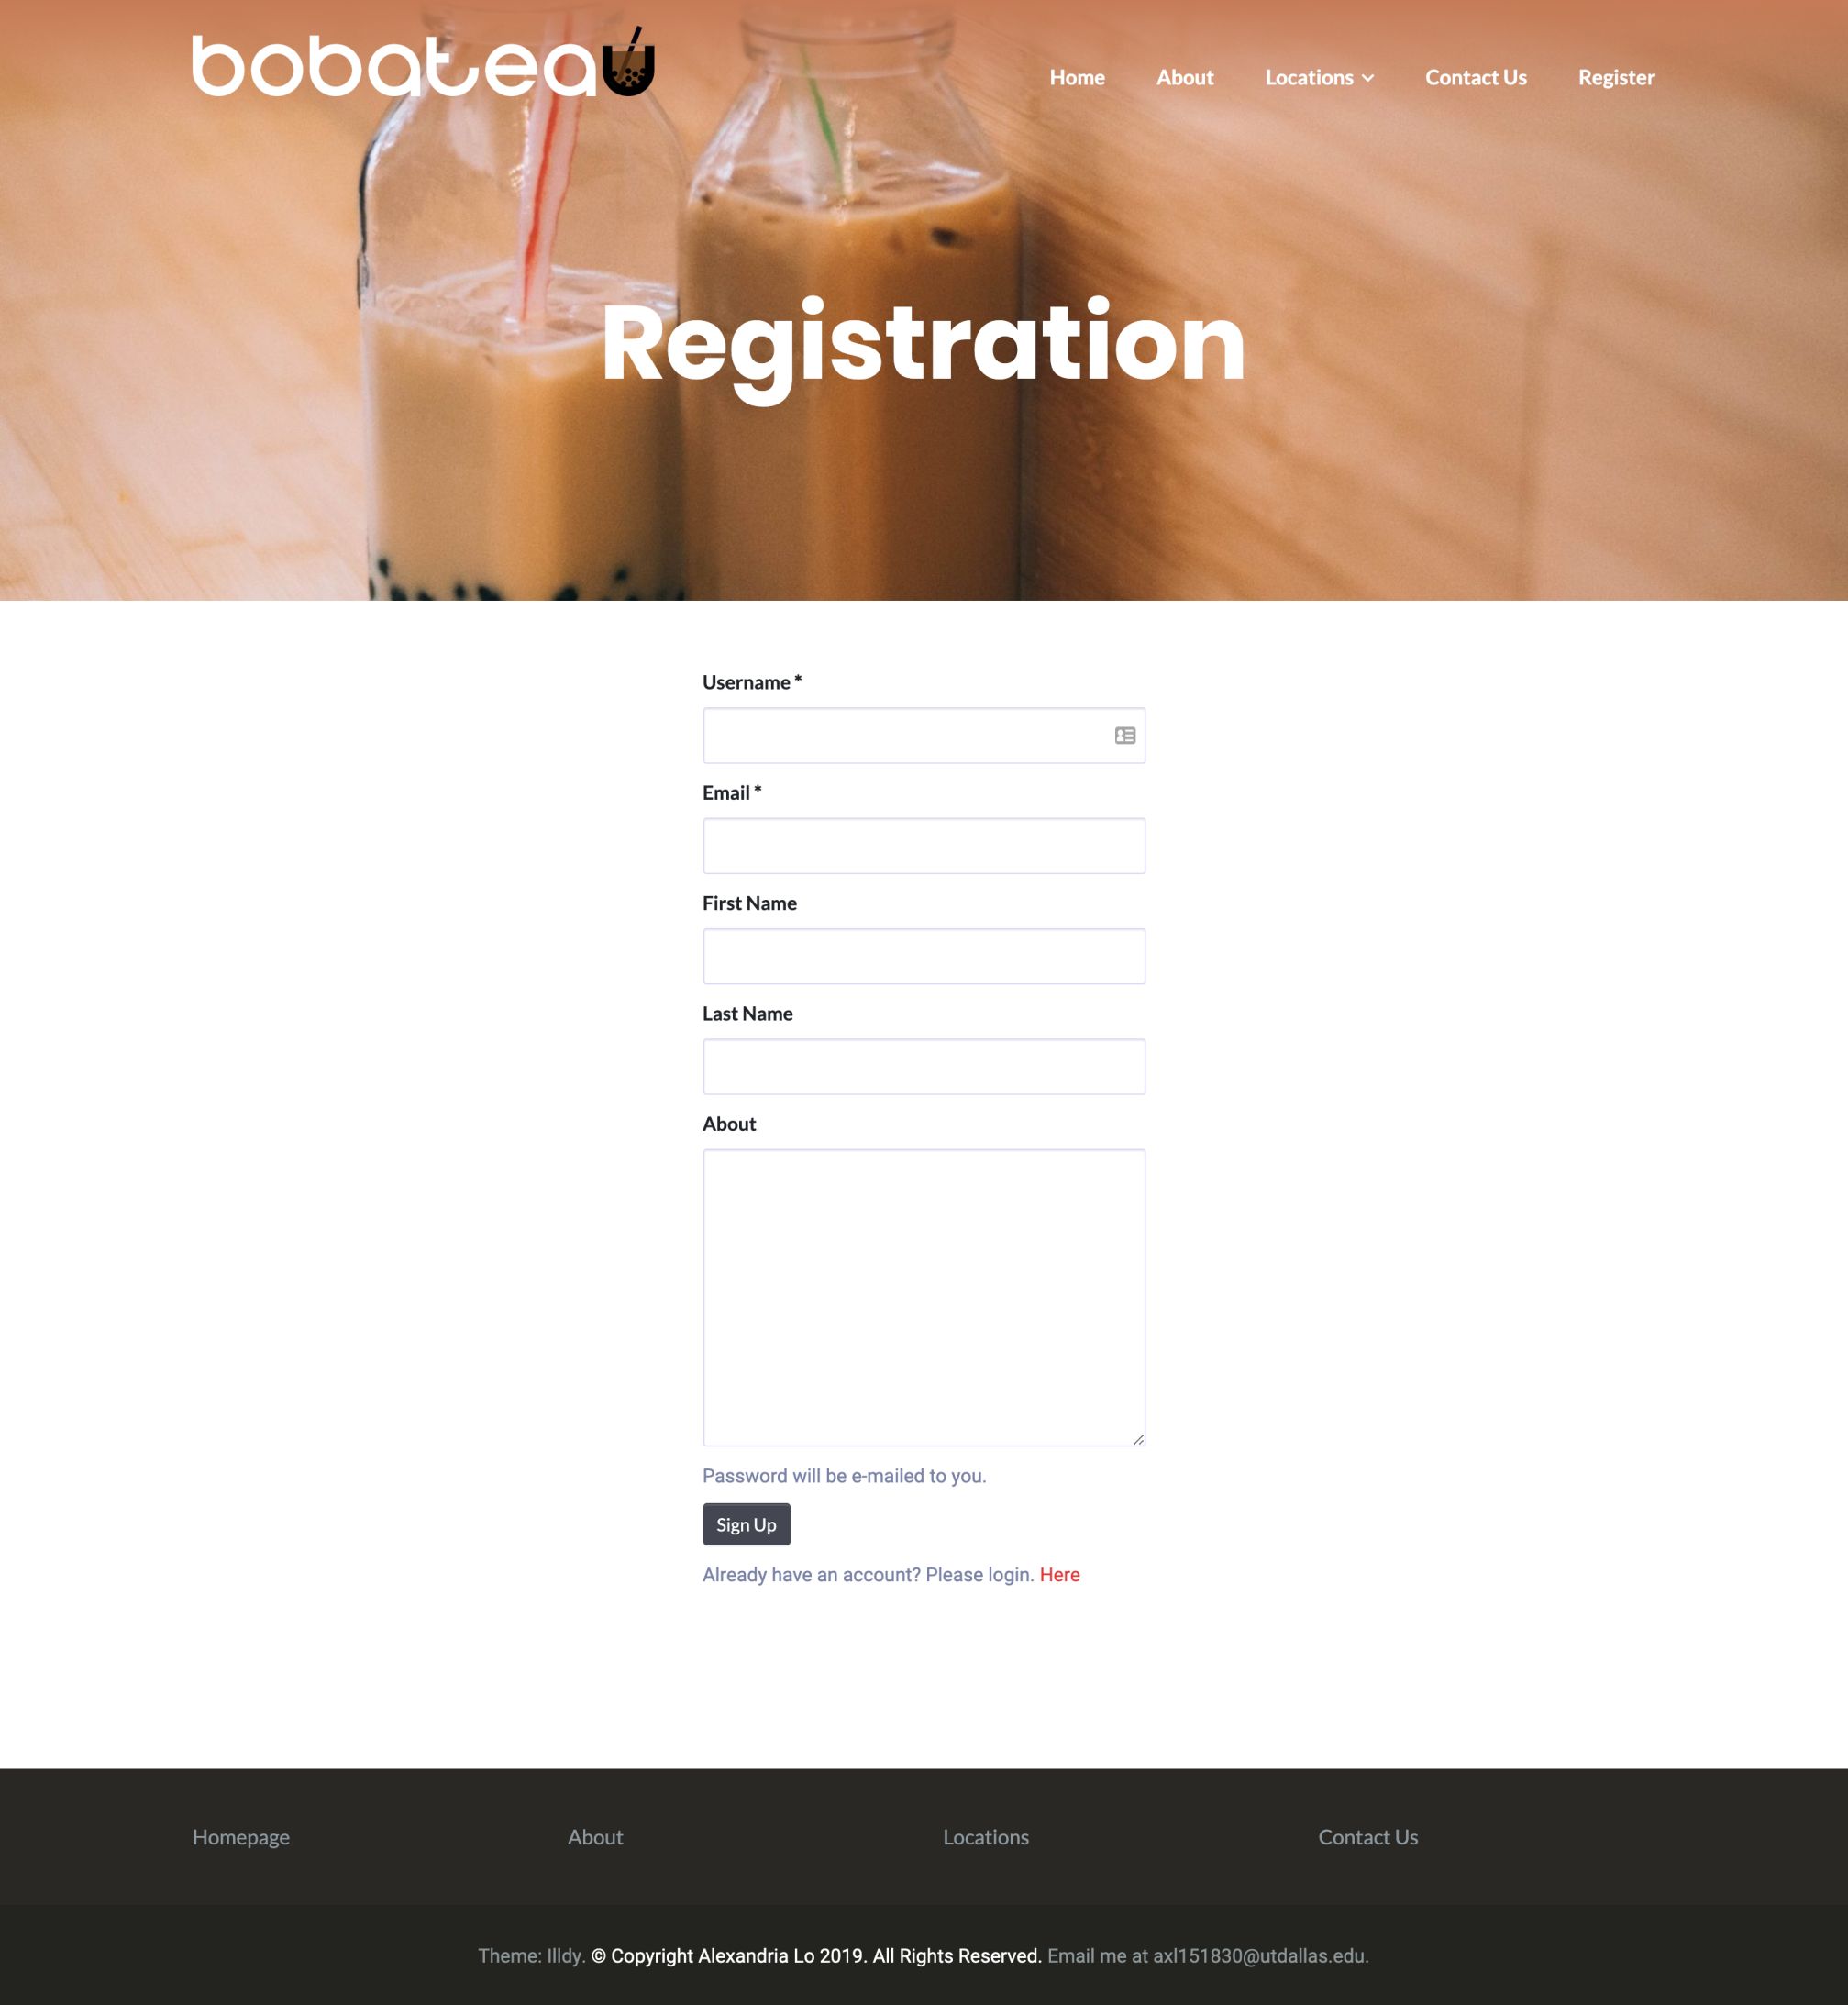 bobatea
Home About Locations Contact Us Register
Registration
Username *
Email *
First Name
Last Name
About
Password will be e-mailed to you.
Sign Up
Already have an account? Please login. Here
Homepage About Locations Contact Us
Theme: Illdy. © Copyright Alexandria Lo 2019. All Rights Reserved. Email me at axl151830@utdallas.edu.